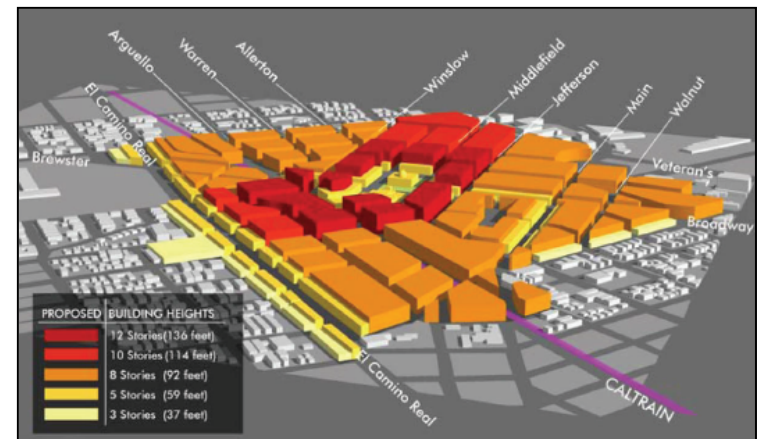 Arguello
Warren
Allerton
Winslow
Middlefield
Jefferson
Main
Walnut
El Camino Real
Brewster
Veteran's
Broadway
PROPOSED BUILDING HEIGHTS
12 Stories(136 feet)
10 Stories (114 feet)
8 Stories (92 feet)
5 Stories (59 feet)
3 Stories (37 feet)
El Camino Real
CALTRAIN